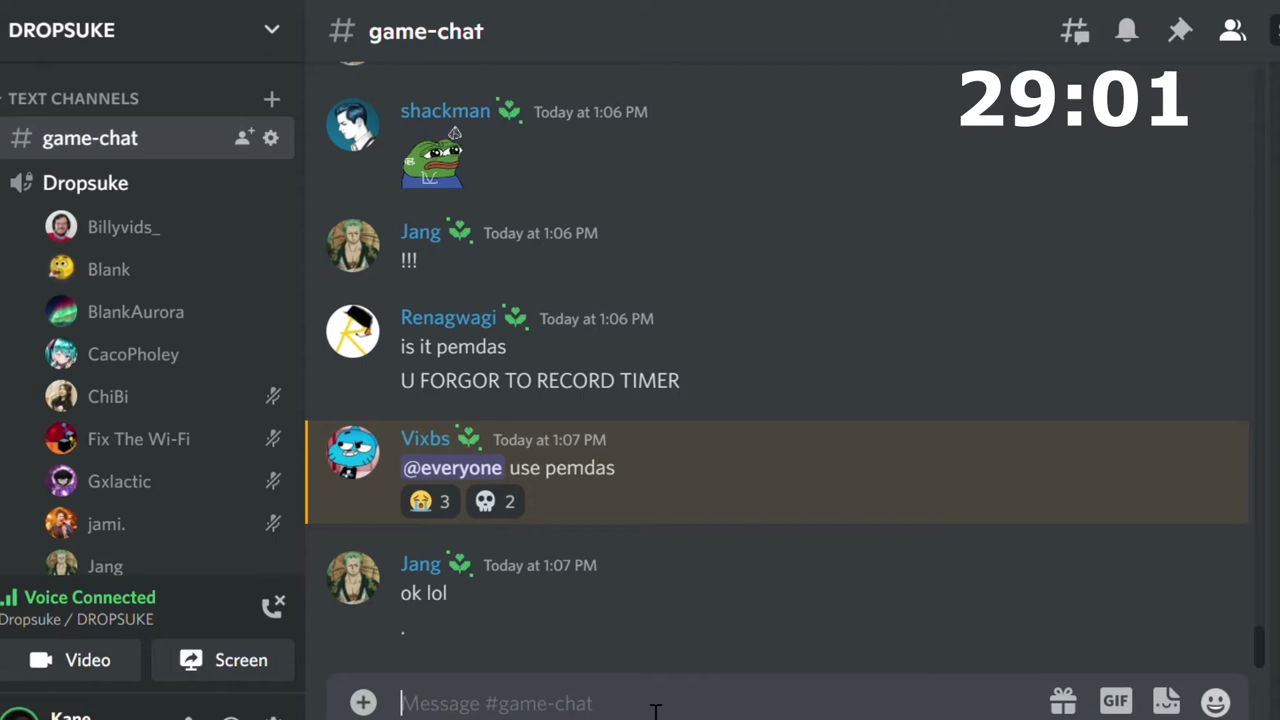 DROPSUKE
# game-chat
29:01
TEXT CHANNELS
# game-chat
Dropsuke
Billyvids_
Blank
BlankAurora
CacoPholey
ChiBi
Fix The Wi-Fi
Gxlactic
jami.
Jang
Voice Connected
Dropsuke / DROPSUKE
Video
Screen
Kane
shackman Today at 1:06 PM
Jang Today at 1:06 PM
!!!
Renagwagi Today at 1:06 PM
is it pemdas
U FORGOR TO RECORD TIMER
Vixbs Today at 1:07 PM
@everyone use pemdas
3 2
Jang Today at 1:07 PM
ok lol
.
Message #game-chat
GIF